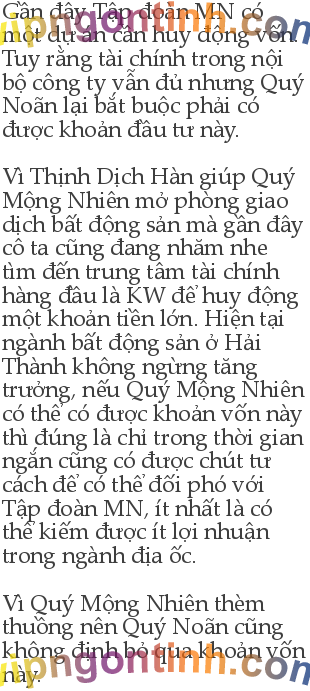 Gần đây Tập đoàn MN có
một dự án cần huy động vốn.
Tuy rằng tài chính trong nội
bộ công ty vẫn đủ nhưng Quý
Noãn lại bắt buộc phải có
được khoản đầu tư này.
Vì Thịnh Dịch Hàn giúp Quý
Mộng Nhiên mở phòng giao
dịch bất động sản mà gần đây
cô ta cũng đang nhăm nhe
tìm đến trung tâm tài chính
hàng đầu là KW để huy động
một khoản tiền lớn. Hiện tại
ngành bất động sản ở Hải
Thành không ngừng tăng
trưởng, nếu Quý Mộng Nhiên
có thể có được khoản vốn này
thì đúng là chỉ trong thời gian
ngắn cũng có được chút tư
cách để có thể đối phó với
Tập đoàn MN, ít nhất là có
thể kiếm được ít lợi nhuận
trong ngành địa ốc.
Vì Quý Mộng Nhiên thèm
thuồng nên Quý Noãn cũng
không định bỏ qua khoản vốn
này.
vipngontinh.com
vipngontinh.com